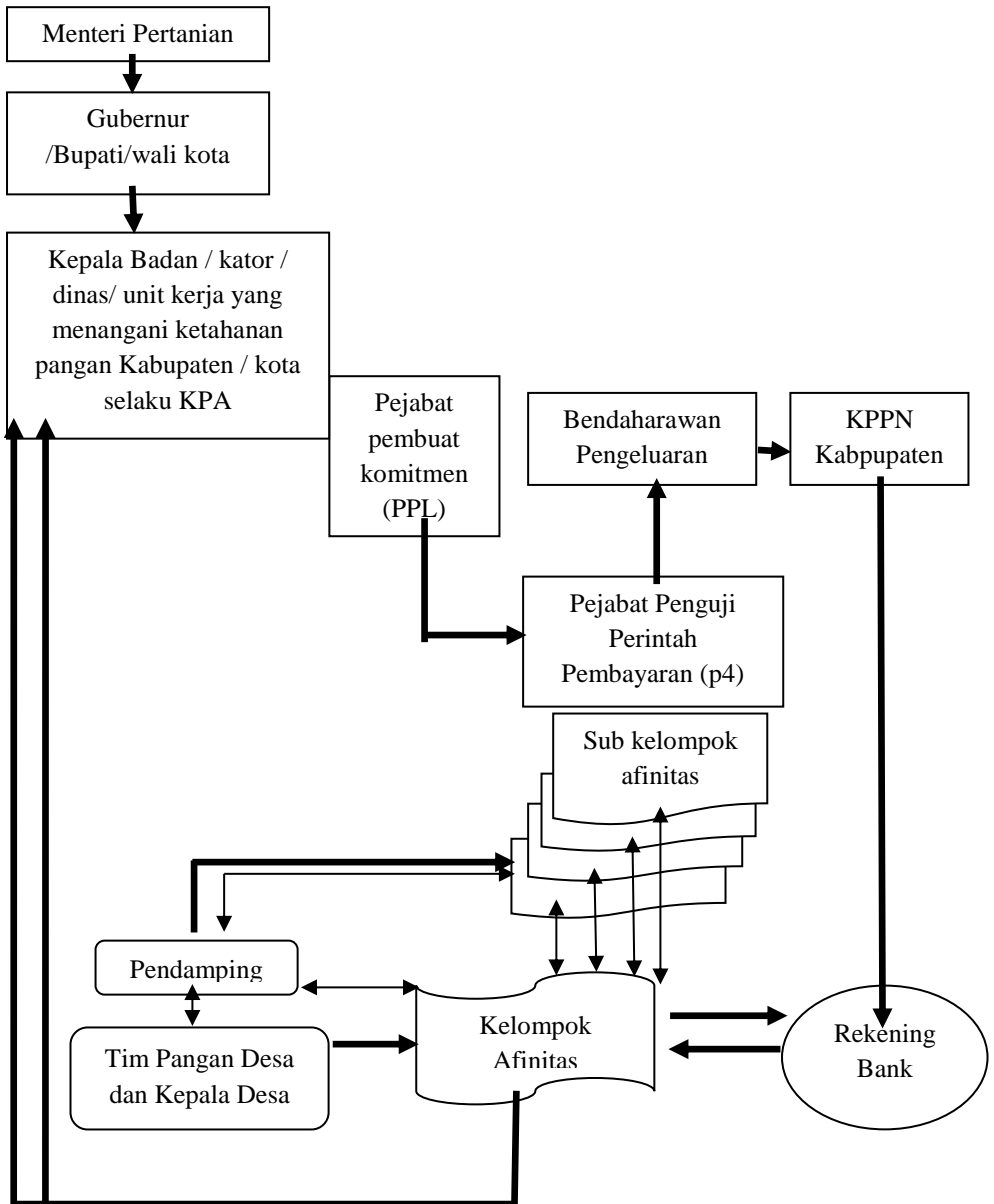 Menteri Pertanian
Gubernur
/Bupati/wali kota
Kepala Badan / kator /
dinas/ unit kerja yang
menangani ketahanan
pangan Kabupaten / kota
selaku KPA
Pejabat
pembuat
komitmen
(PPL)
Bendaharawan
Pengeluaran
KPPN
Kabpupaten
Pejabat Penguji
Perintah
Pembayaran (p4)
Sub kelompok
afinitas
Pendamping
Tim Pangan Desa
dan Kepala Desa
Kelompok
Afinitas
Rekening
Bank